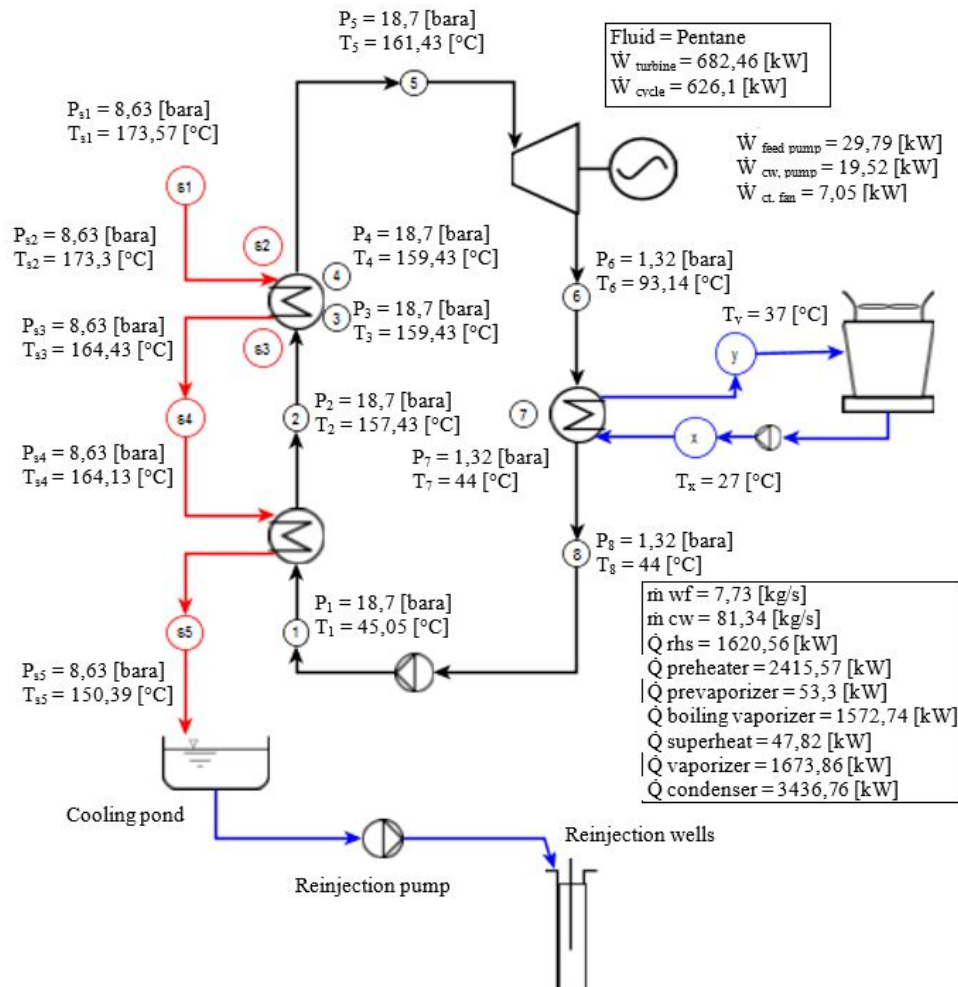 P5 = 18,7 [bara]
T5 = 161,43 [°C]
5
Fluid = Pentane
Ẇ turbine = 682,46 [kW]
Ẇ cycle = 626,1 [kW]
Ps1 = 8,63 [bara]
Ts1 = 173,57 [°C]
Ẇ feed pump = 29,79 [kW]
Ẇ cw, pump = 19,52 [kW]
Ẇ ct. fan = 7,05 [kW]
s1
Ps2 = 8,63 [bara]
Ts2 = 173,3 [°C]
s2
P4 = 18,7 [bara]
T4 = 159,43 [°C]
4
P6 = 1,32 [bara]
T6 = 93,14 [°C]
6
Ps3 = 8,63 [bara]
Ts3 = 164,43 [°C]
s3
3
P3 = 18,7 [bara]
T3 = 159,43 [°C]
Tv = 37 [°C]
y
s4
2
P2 = 18,7 [bara]
T2 = 157,43 [°C]
7
x
Ps4 = 8,63 [bara]
Ts4 = 164,13 [°C]
P7 = 1,32 [bara]
T7 = 44 [°C]
Tx = 27 [°C]
8
P8 = 1,32 [bara]
T8 = 44 [°C]
s5
1
P1 = 18,7 [bara]
T1 = 45,05 [°C]
ṁ wf = 7,73 [kg/s]
ṁ cw = 81,34 [kg/s]
Q̇ rhs = 1620,56 [kW]
Q̇ preheater = 2415,57 [kW]
Q̇ prevaporizer = 53,3 [kW]
Q̇ boiling vaporizer = 1572,74 [kW]
Q̇ superheat = 47,82 [kW]
Q̇ vaporizer = 1673,86 [kW]
Q̇ condenser = 3436,76 [kW]
Ps5 = 8,63 [bara]
Ts5 = 150,39 [°C]
Cooling pond
Reinjection pump
Reinjection wells